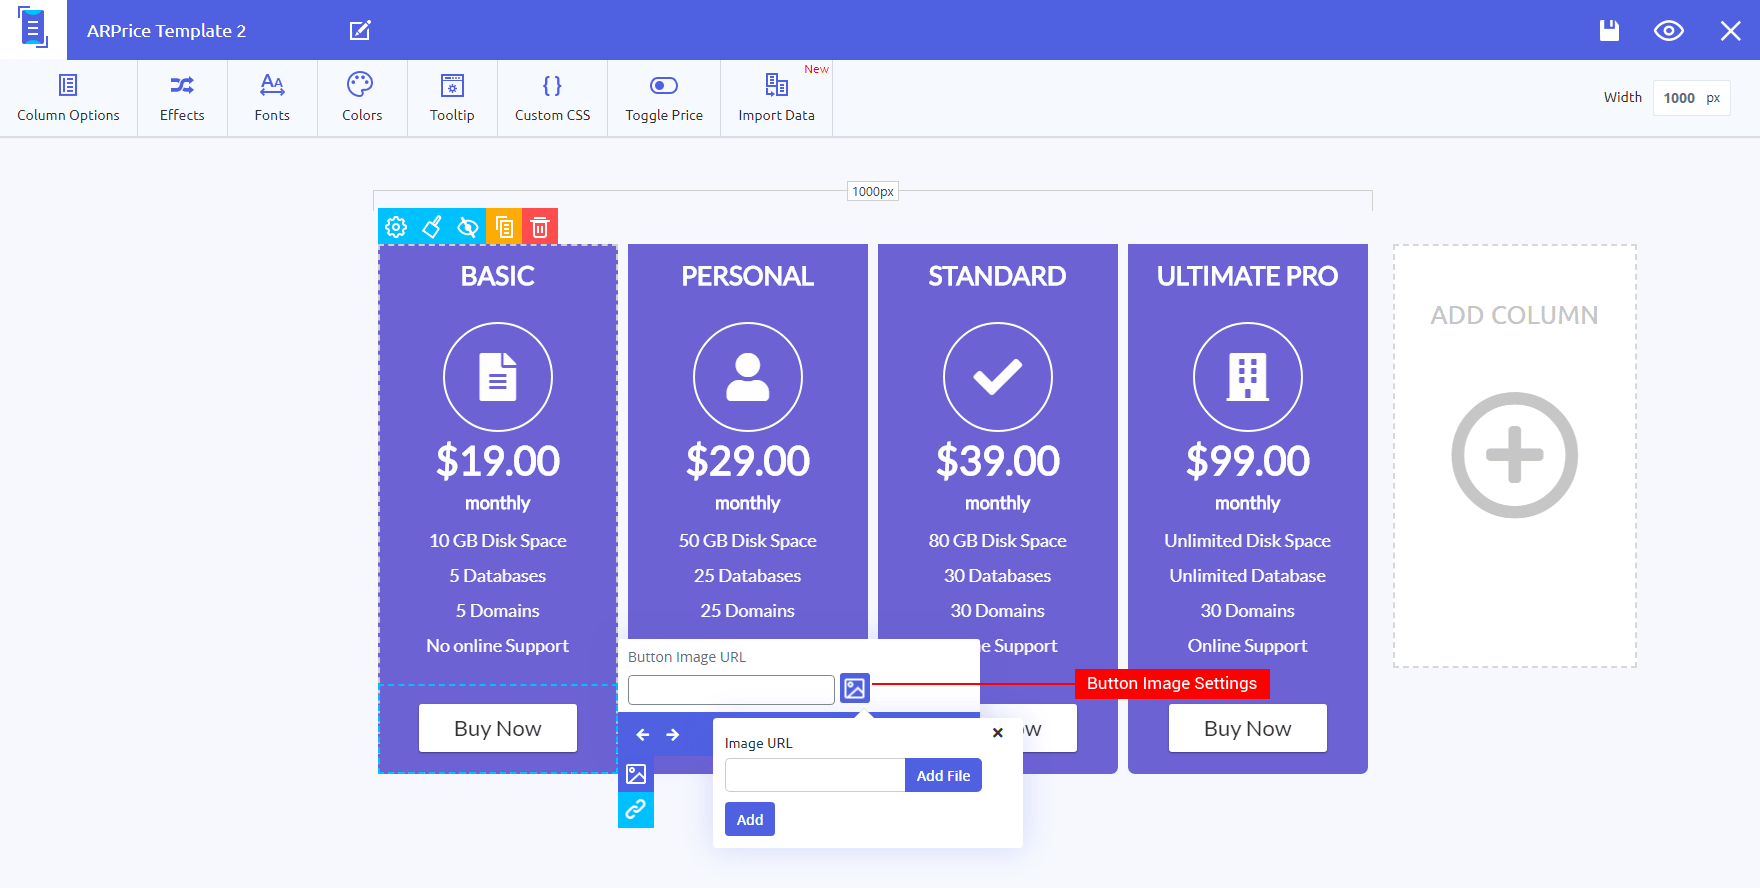 ARPrice Template 2
Column Options
Effects
Fonts
Colors
Tooltip
Custom CSS
Toggle Price
Import Data
New
Width 1000 px
1000px
BASIC
$19.00
monthly
10 GB Disk Space
5 Databases
5 Domains
No online Support
Buy Now
PERSONAL
$29.00
monthly
50 GB Disk Space
25 Databases
25 Domains
STANDARD
$39.00
monthly
80 GB Disk Space
30 Databases
30 Domains
Support
ULTIMATE PRO
$99.00
monthly
Unlimited Disk Space
Unlimited Database
30 Domains
Online Support
Buy Now
ADD COLUMN
Button Image URL
Button Image Settings
Image URL
Add File
Add